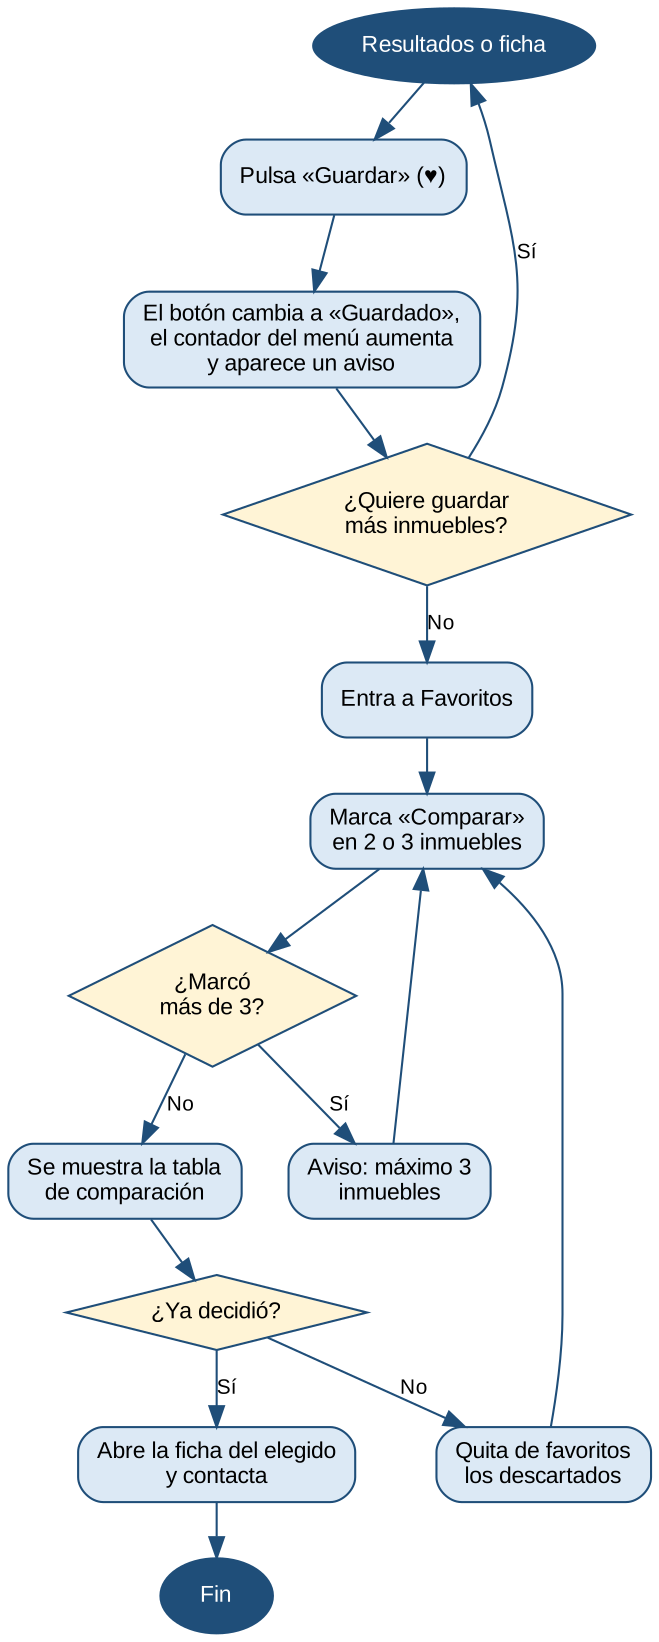 Resultados o ficha
Pulsa «Guardar» (♥)
Sí
El botón cambia a «Guardado»,
el contador del menú aumenta
y aparece un aviso
¿Quiere guardar
más inmuebles?
No
Entra a Favoritos
Marca «Comparar»
en 2 o 3 inmuebles
¿Marcó
más de 3?
No
Sí
Se muestra la tabla
de comparación
Aviso: máximo 3
inmuebles
¿Ya decidió?
Sí
No
Abre la ficha del elegido
y contacta
Quita de favoritos
los descartados
Fin